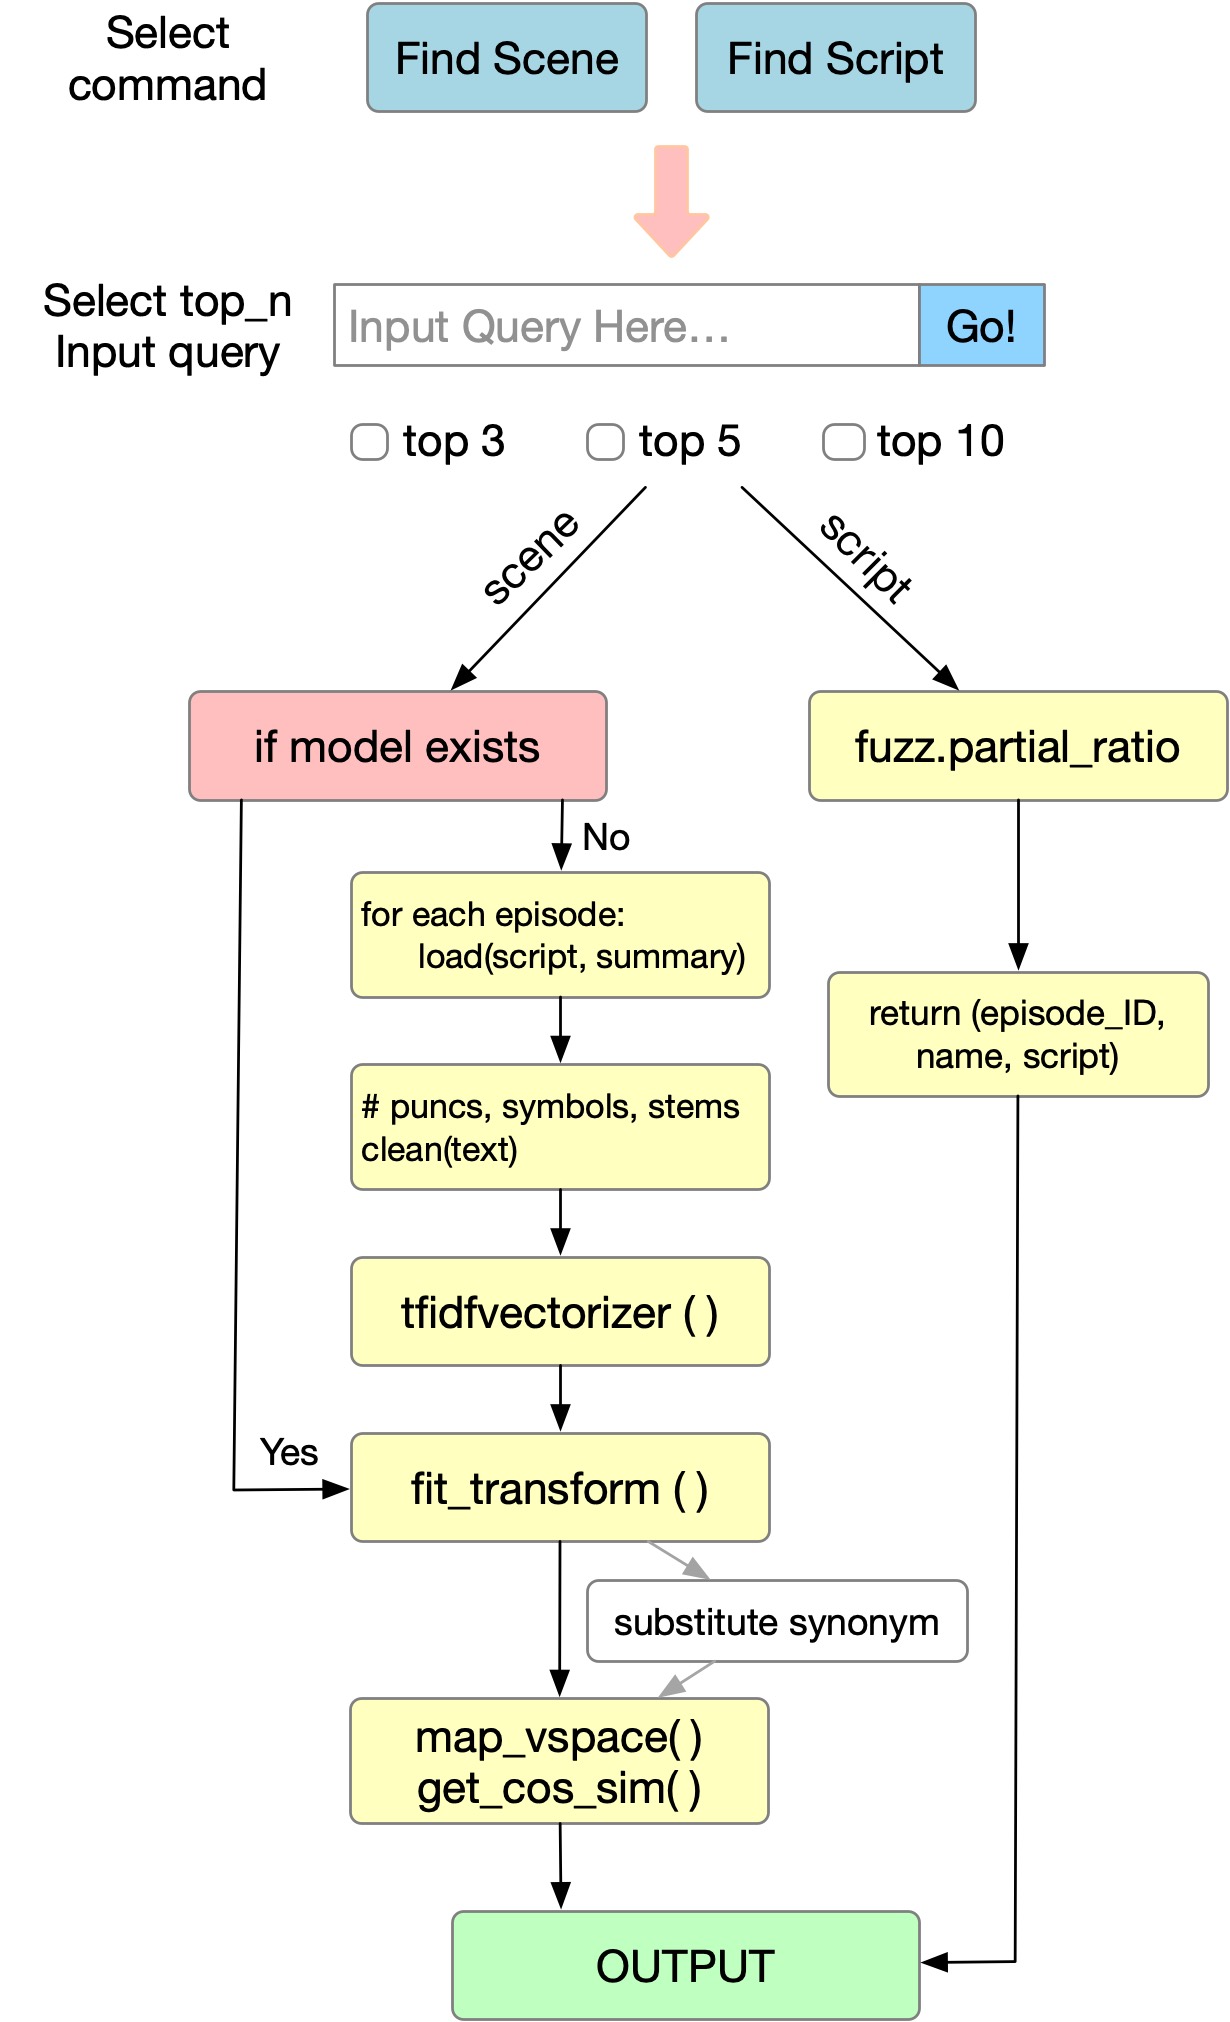 Select
command
Find Scene
Find Script
Select top_n
Input query
Input Query Here...
Go!
top 3
top 5
top 10
scene
script
if model exists
fuzz.partial_ratio
No
for each episode:
load(script, summary)
return (episode_ID,
name, script)
# puncs, symbols, stems
clean(text)
tfidfvectorizer ( )
Yes
fit_transform ( )
substitute synonym
map_vspace( )
get_cos_sim( )
OUTPUT